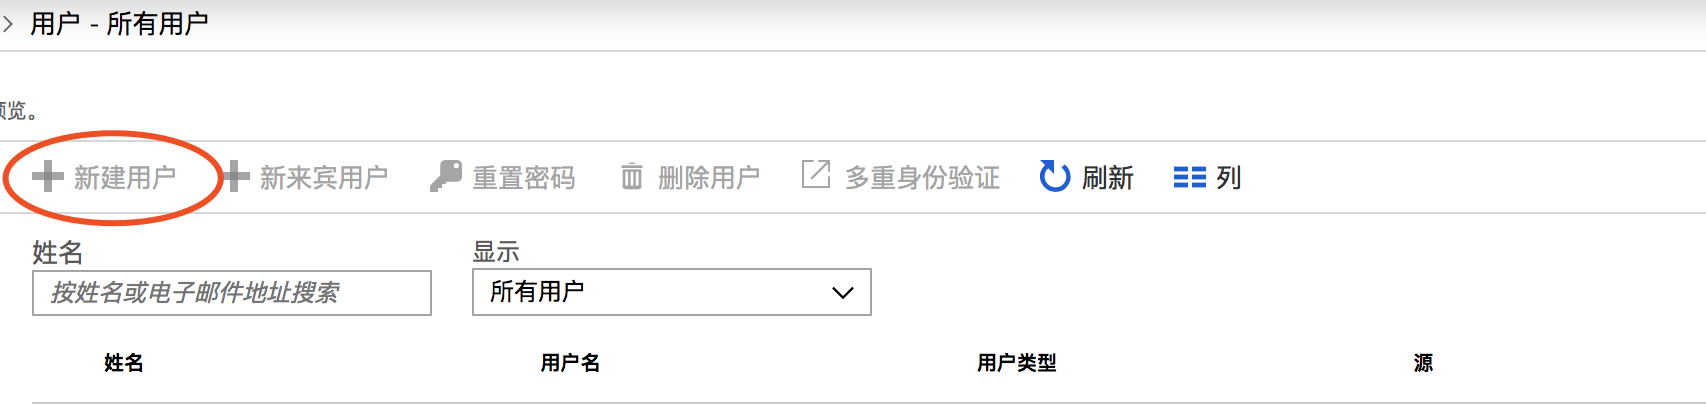 用户 - 所有用户
预览。
新建用户 新来宾用户 重置密码 删除用户 多重身份验证 刷新 列
姓名 显示
按姓名或电子邮件地址搜索 所有用户
姓名 用户名 用户类型 源